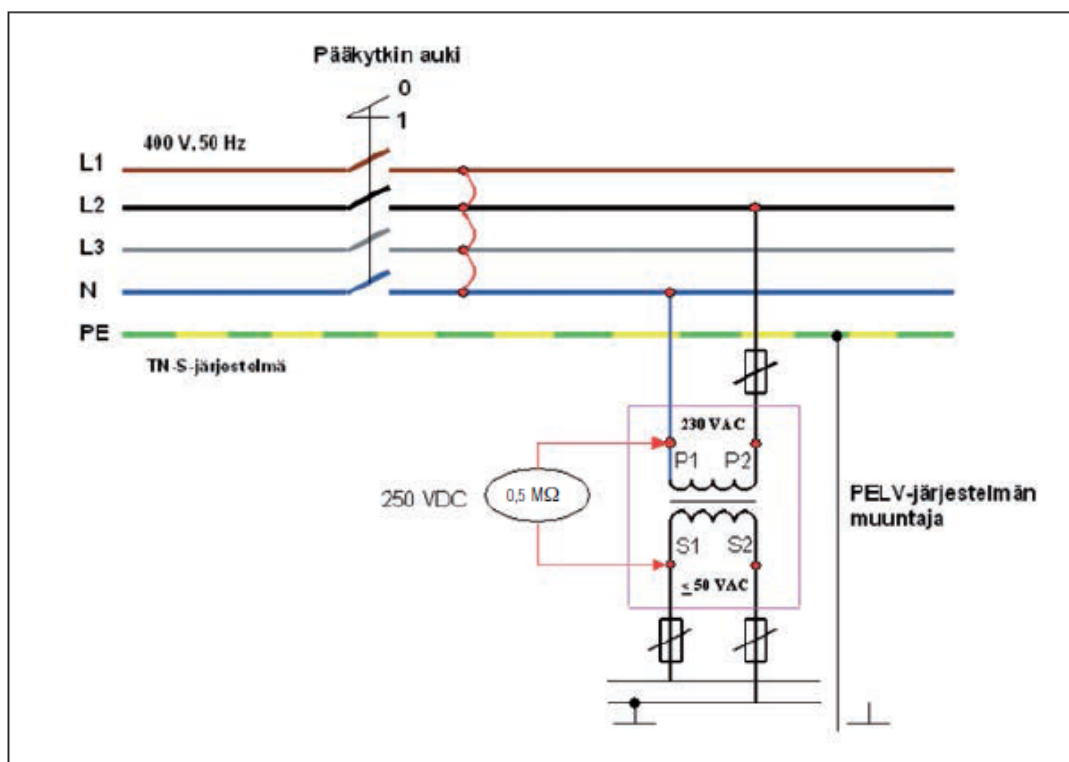 Pääkytkin auki
0
1
400 V, 50 Hz
L1
L2
L3
N
PE
TN-S-järjestelmä
230 VAC
P1 P2
250 VDC
0,5 MΩ
PELV-järjestelmän
muuntaja
S1 S2
≤ 50 VAC